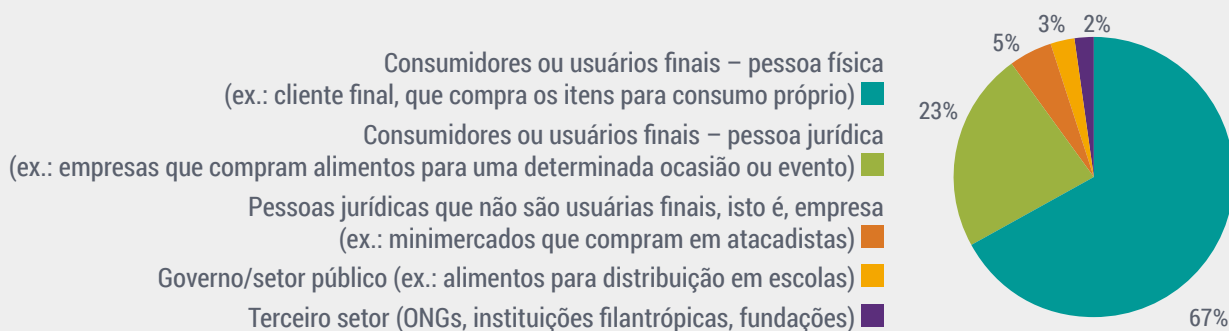 Consumidores ou usuários finais – pessoa física
(ex.: cliente final, que compra os itens para consumo próprio)
Consumidores ou usuários finais – pessoa jurídica
(ex.: empresas que compram alimentos para uma determinada ocasião ou evento)
Pessoas jurídicas que não são usuárias finais, isto é, empresa
(ex.: minimercados que compram em atacadistas)
Governo/setor público (ex.: alimentos para distribuição em escolas)
Terceiro setor (ONGs, instituições filantrópicas, fundações)
2%
3%
5%
23%
67%